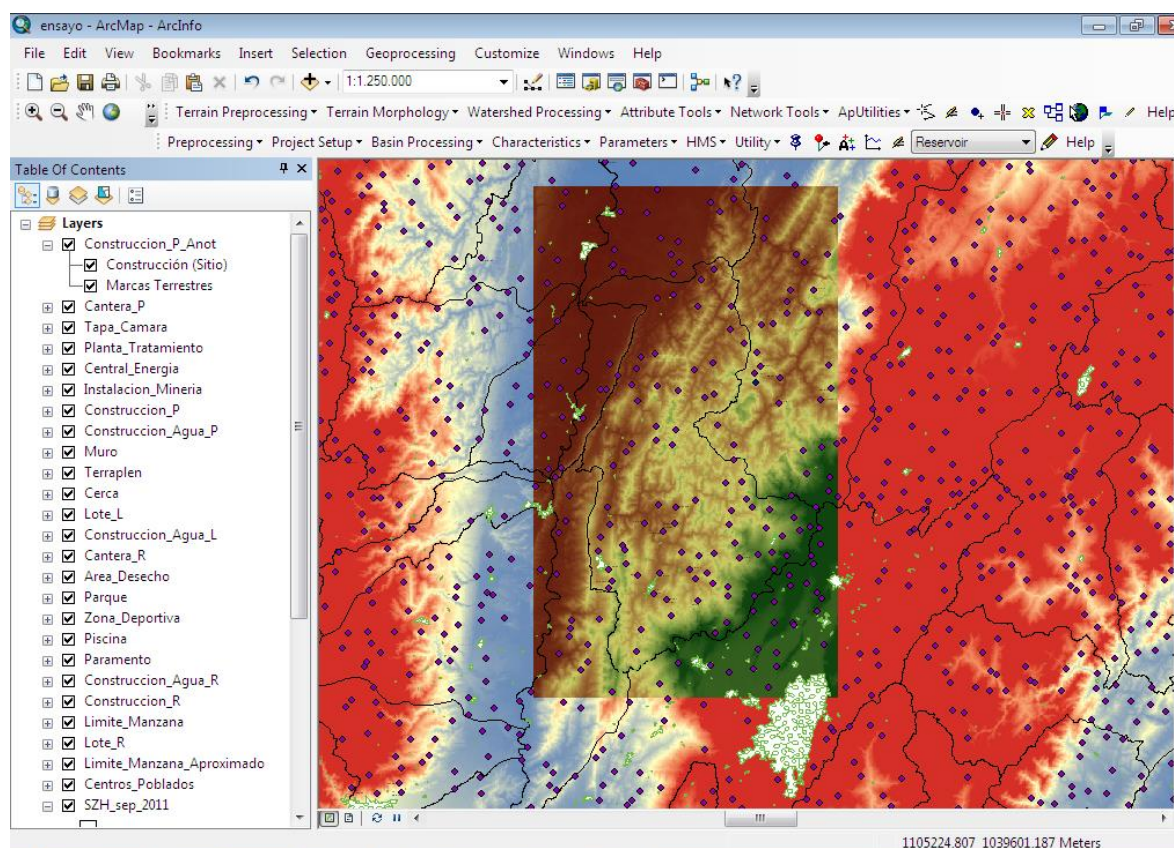 ensayo - ArcMap - ArcInfo
File Edit View Bookmarks Insert Selection Geoprocessing Customize Windows Help
1:1.250.000
Terrain Preprocessing Terrain Morphology Watershed Processing Attribute Tools Network Tools ApUtilities Help
Preprocessing Project Setup Basin Processing Characteristics Parameters HMS Utility Reservoir Help
Table Of Contents
Layers
Construccion_P_Anot
Construcción (Sitio)
Marcas Terrestres
Cantera_P
Tapa_Camara
Planta_Tratamiento
Central_Energia
Instalacion_Mineria
Construccion_P
Construccion_Agua_P
Muro
Terraplen
Cerca
Lote_L
Construccion_Agua_L
Cantera_R
Area_Desecho
Parque
Zona_Deportiva
Piscina
Paramento
Construccion_Agua_R
Construccion_R
Limite_Manzana
Lote_R
Limite_Manzana_Aproximado
Centros_Poblados
SZH_sep_2011
1105224.807 1039601.187 Meters